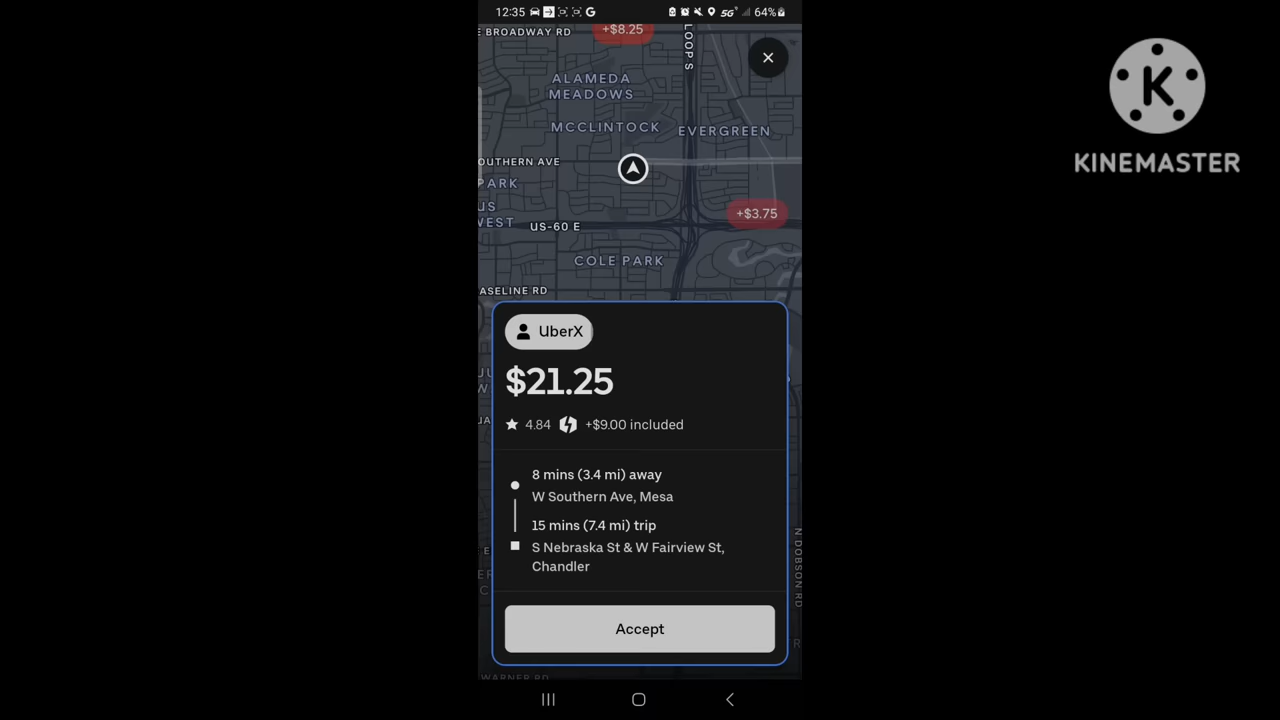 12:35
G
5G
64%
E BROADWAY RD
+$8.25
LOOP S
ALAMEDA
MEADOWS
MCCLINTOCK
EVERGREEN
OUTHERN AVE
PARK
US
WEST
+$3.75
US-60 E
COLE PARK
ASELINE RD
UberX
$21.25
4.84 +$9.00 included
8 mins (3.4 mi) away
W Southern Ave, Mesa
15 mins (7.4 mi) trip
S Nebraska St & W Fairview St,
Chandler
N DOBSON RD
Accept
WARNER RD
K
KINEMASTER